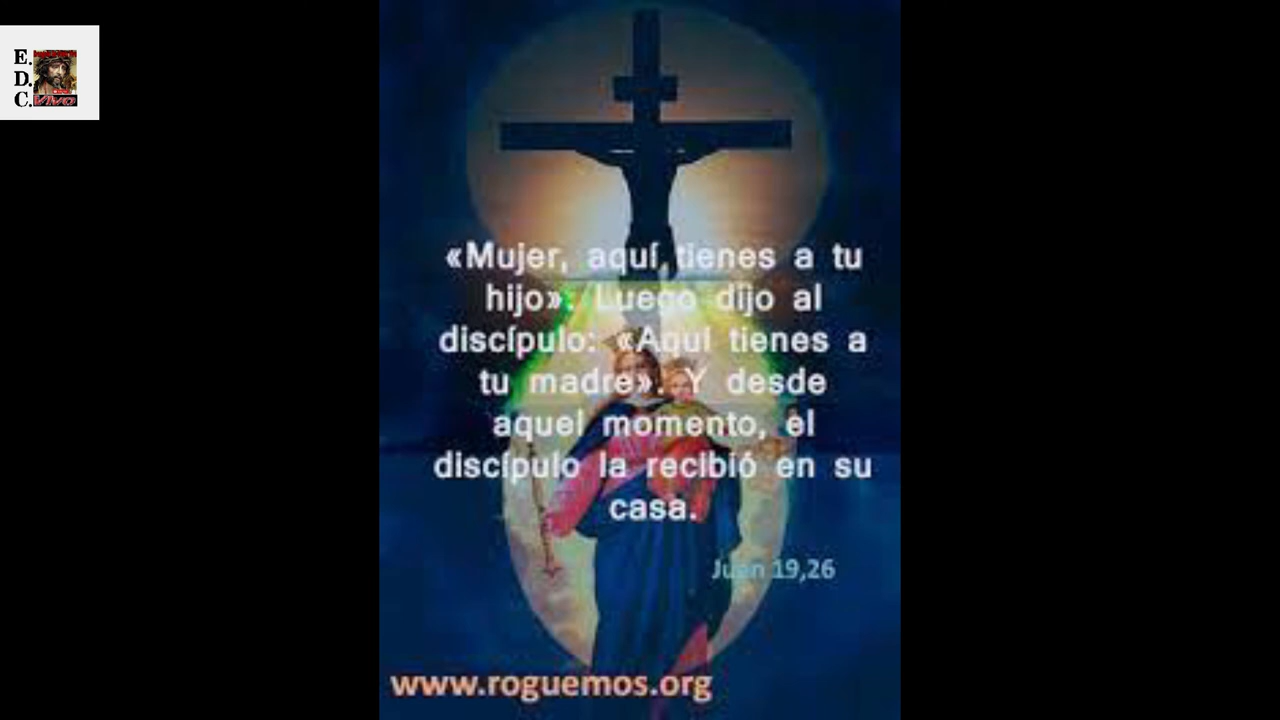 E.
D.
C.
VIVO
«Mujer, aquí tienes a tu
hijo». Luego dijo al
discípulo: «Aquí tienes a
tu madre». Y desde
aquel momento, el
discípulo la recibió en su
casa.
Juan 19,26
www.roguemos.org